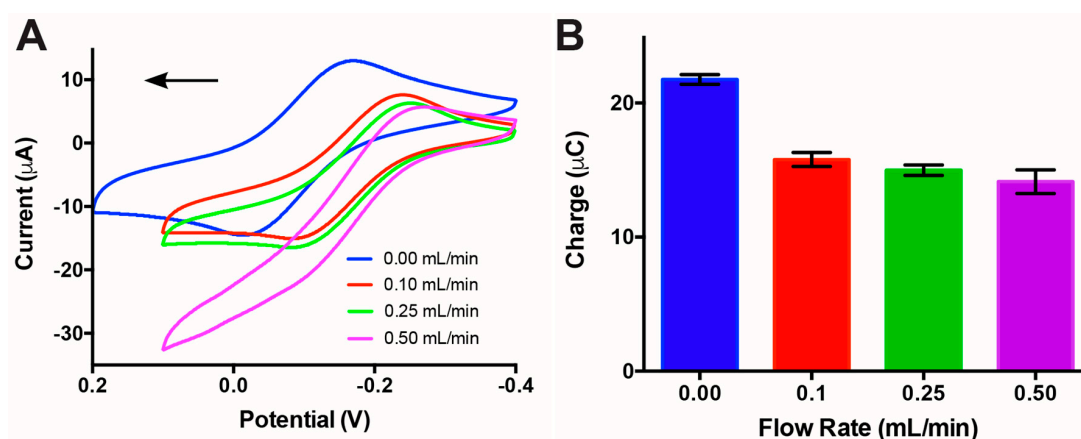 A
Current (μA)
10
0
-10
-20
-30
0.00 mL/min
0.10 mL/min
0.25 mL/min
0.50 mL/min
0.2
0.0
-0.2
-0.4
Potential (V)
B
Charge (μC)
20
10
0
0.00
0.1
0.25
0.50
Flow Rate (mL/min)